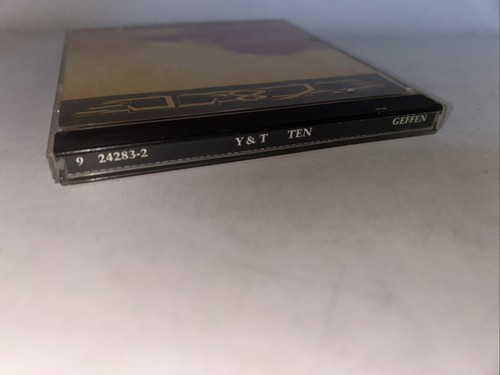 9 24283-2 Y & T TEN GEFFEN